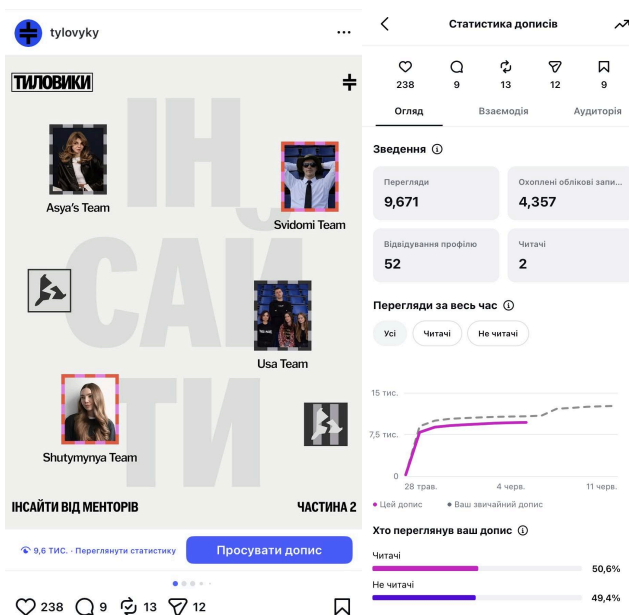 tylovyky
ТИЛОВИКИ
ІН
САЙ
ТИ
Asya's Team
Svidomi Team
Usa Team
Shutymynya Team
ІНСАЙТИ ВІД МЕНТОРІВ
ЧАСТИНА 2
9,6 ТИС. · Переглянути статистику
Просувати допис
238 9 13 12
Статистика дописів
238 9 13 12 9
Огляд Взаємодія Аудиторія
Зведення
Перегляди
9,671
Охоплені облікові запи...
4,357
Відвідування профілю
52
Читачі
2
Перегляди за весь час
Усі Читачі Не читачі
15 тис.
7,5 тис.
0
28 трав. 4 черв. 11 черв.
Цей допис Ваш звичайний допис
Хто переглянув ваш допис
Читачі
50,6%
Не читачі
49,4%